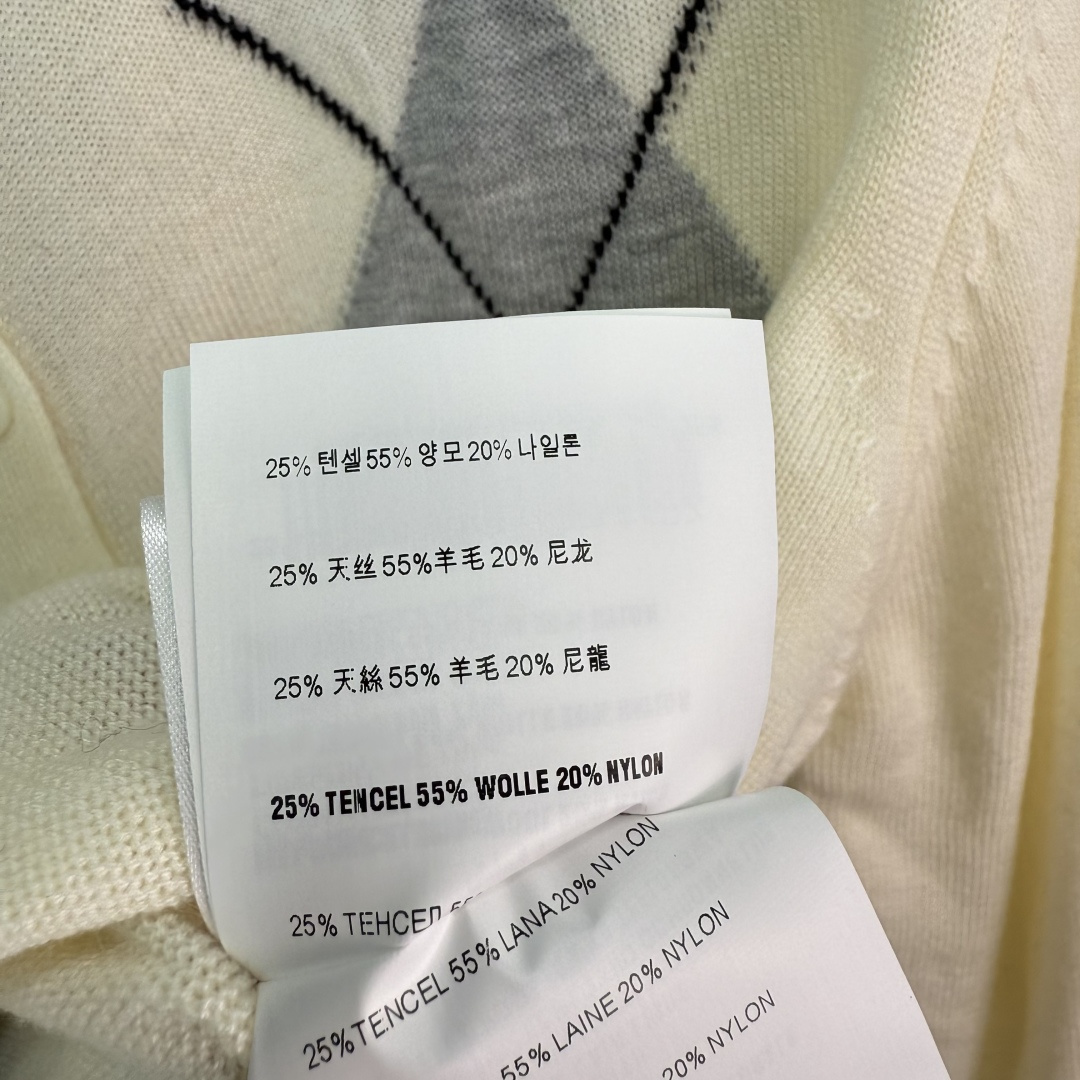 25% 텐셀 55% 양모 20% 나일론
25% 天丝 55% 羊毛 20% 尼龙
25% 天絲 55% 羊毛 20% 尼龍
25% TENCEL 55% WOLLE 20% NYLON
25% ТЕНСЕЛ
25% TENCEL 55% LANA 20% NYLON
55% LAINE 20% NYLON
20% NYLON